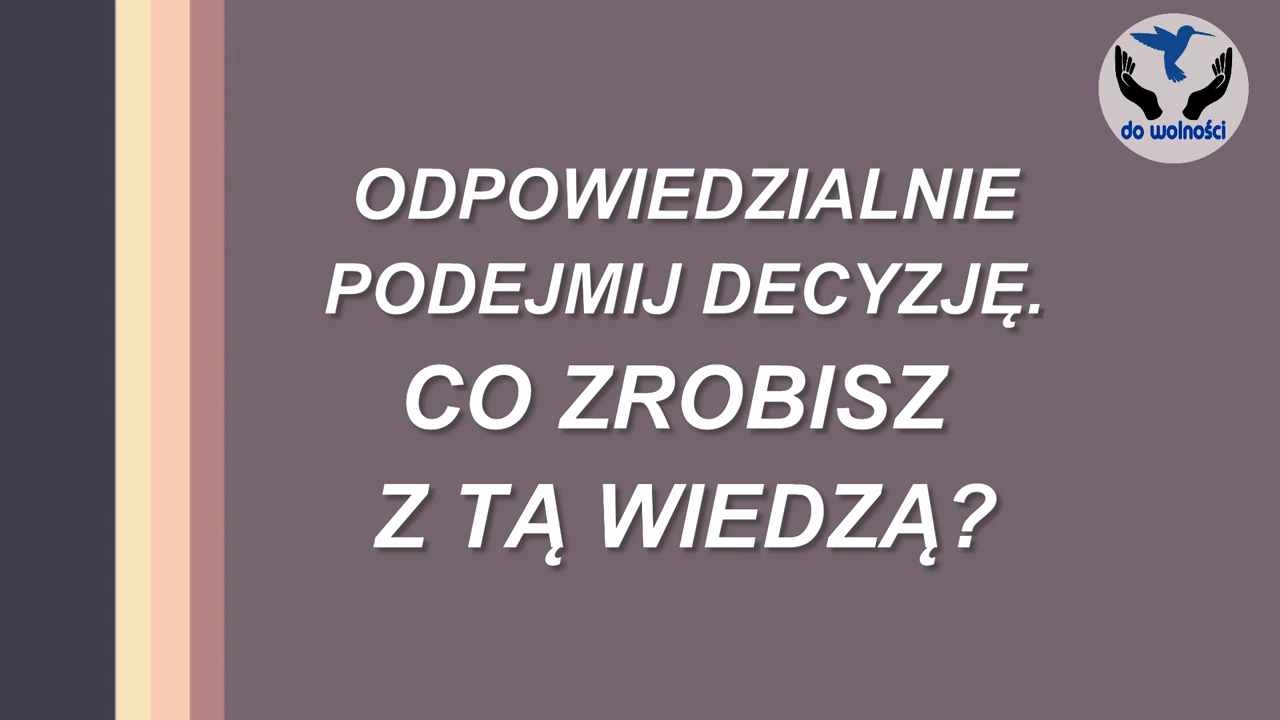 do wolności
ODPOWIEDZIALNIE
PODEJMIJ DECYZJĘ.
CO ZROBISZ
Z TĄ WIEDZĄ?